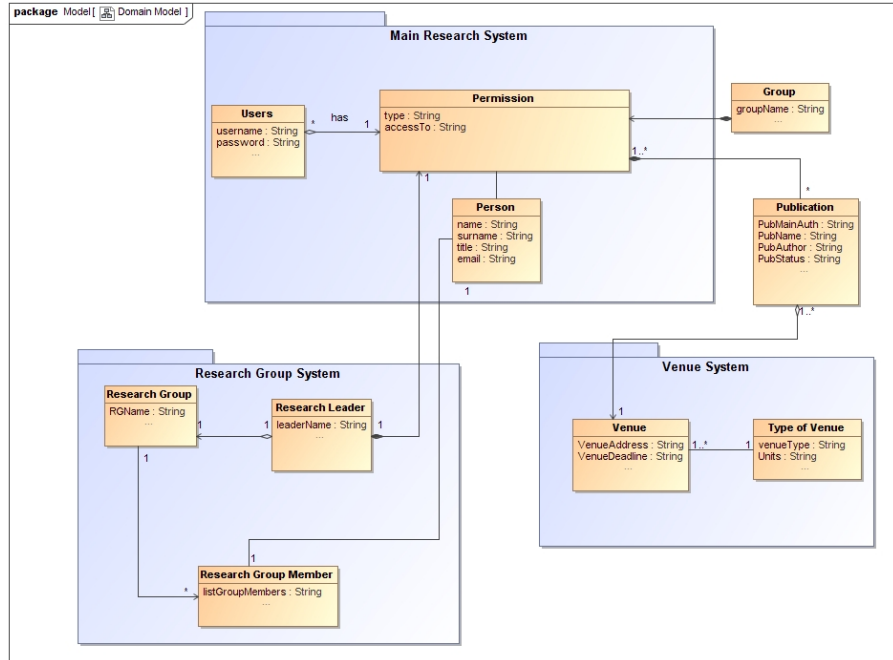 package Model [ Domain Model ]
Main Research System
Users
username : String
password : String
...
*
has
1
Permission
type : String
accessTo : String
Group
groupName : String
...
1..*
*
1
Person
name : String
surname : String
title : String
email : String
1
Publication
PubMainAuth : String
PubName : String
PubAuthor : String
PubStatus : String
...
1..*
Research Group System
Research Group
RGName : String
...
1
1
Research Leader
leaderName : String
...
1
1
*
1
Research Group Member
listGroupMembers : String
...
Venue System
1
Venue
VenueAddress : String
VenueDeadline : String
...
1..*
1
Type of Venue
venueType : String
Units : String
...